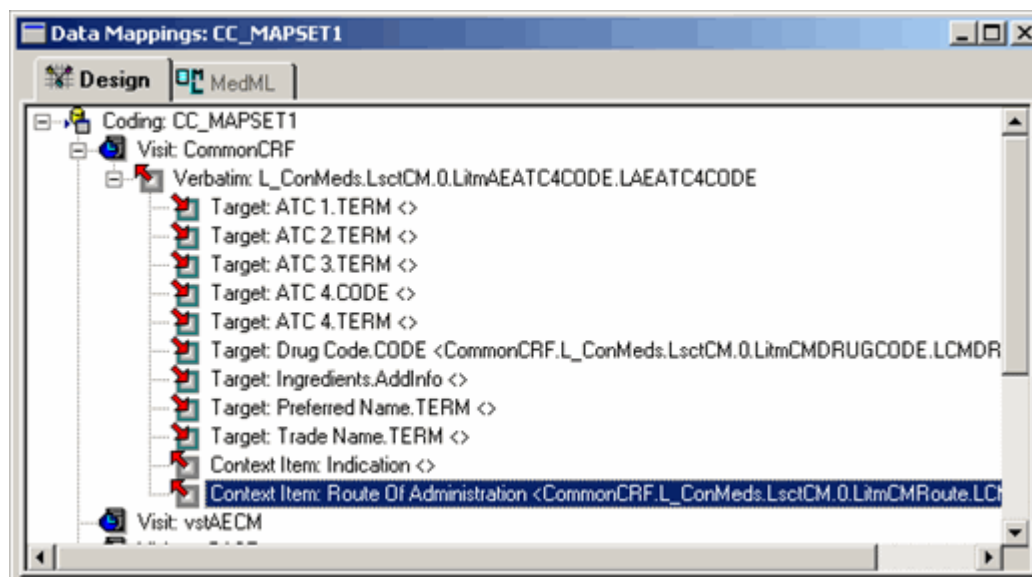 Data Mappings: CC_MAPSET1
Design MedML
Coding: CC_MAPSET1
Visit: CommonCRF
Verbatim: L_ConMeds.LsctCM.0.LitmAEATC4CODE.LAEATC4CODE
Target: ATC 1.TERM <>
Target: ATC 2.TERM <>
Target: ATC 3.TERM <>
Target: ATC 4.CODE <>
Target: ATC 4.TERM <>
Target: Drug Code.CODE <CommonCRF.L_ConMeds.LsctCM.0.LitmCMDRUGCODE.LCMDR
Target: Ingredients.AddInfo <>
Target: Preferred Name.TERM <>
Target: Trade Name.TERM <>
Context Item: Indication <>
Context Item: Route Of Administration <CommonCRF.L_ConMeds.LsctCM.0.LitmCMRoute.LC
Visit: vstAECM